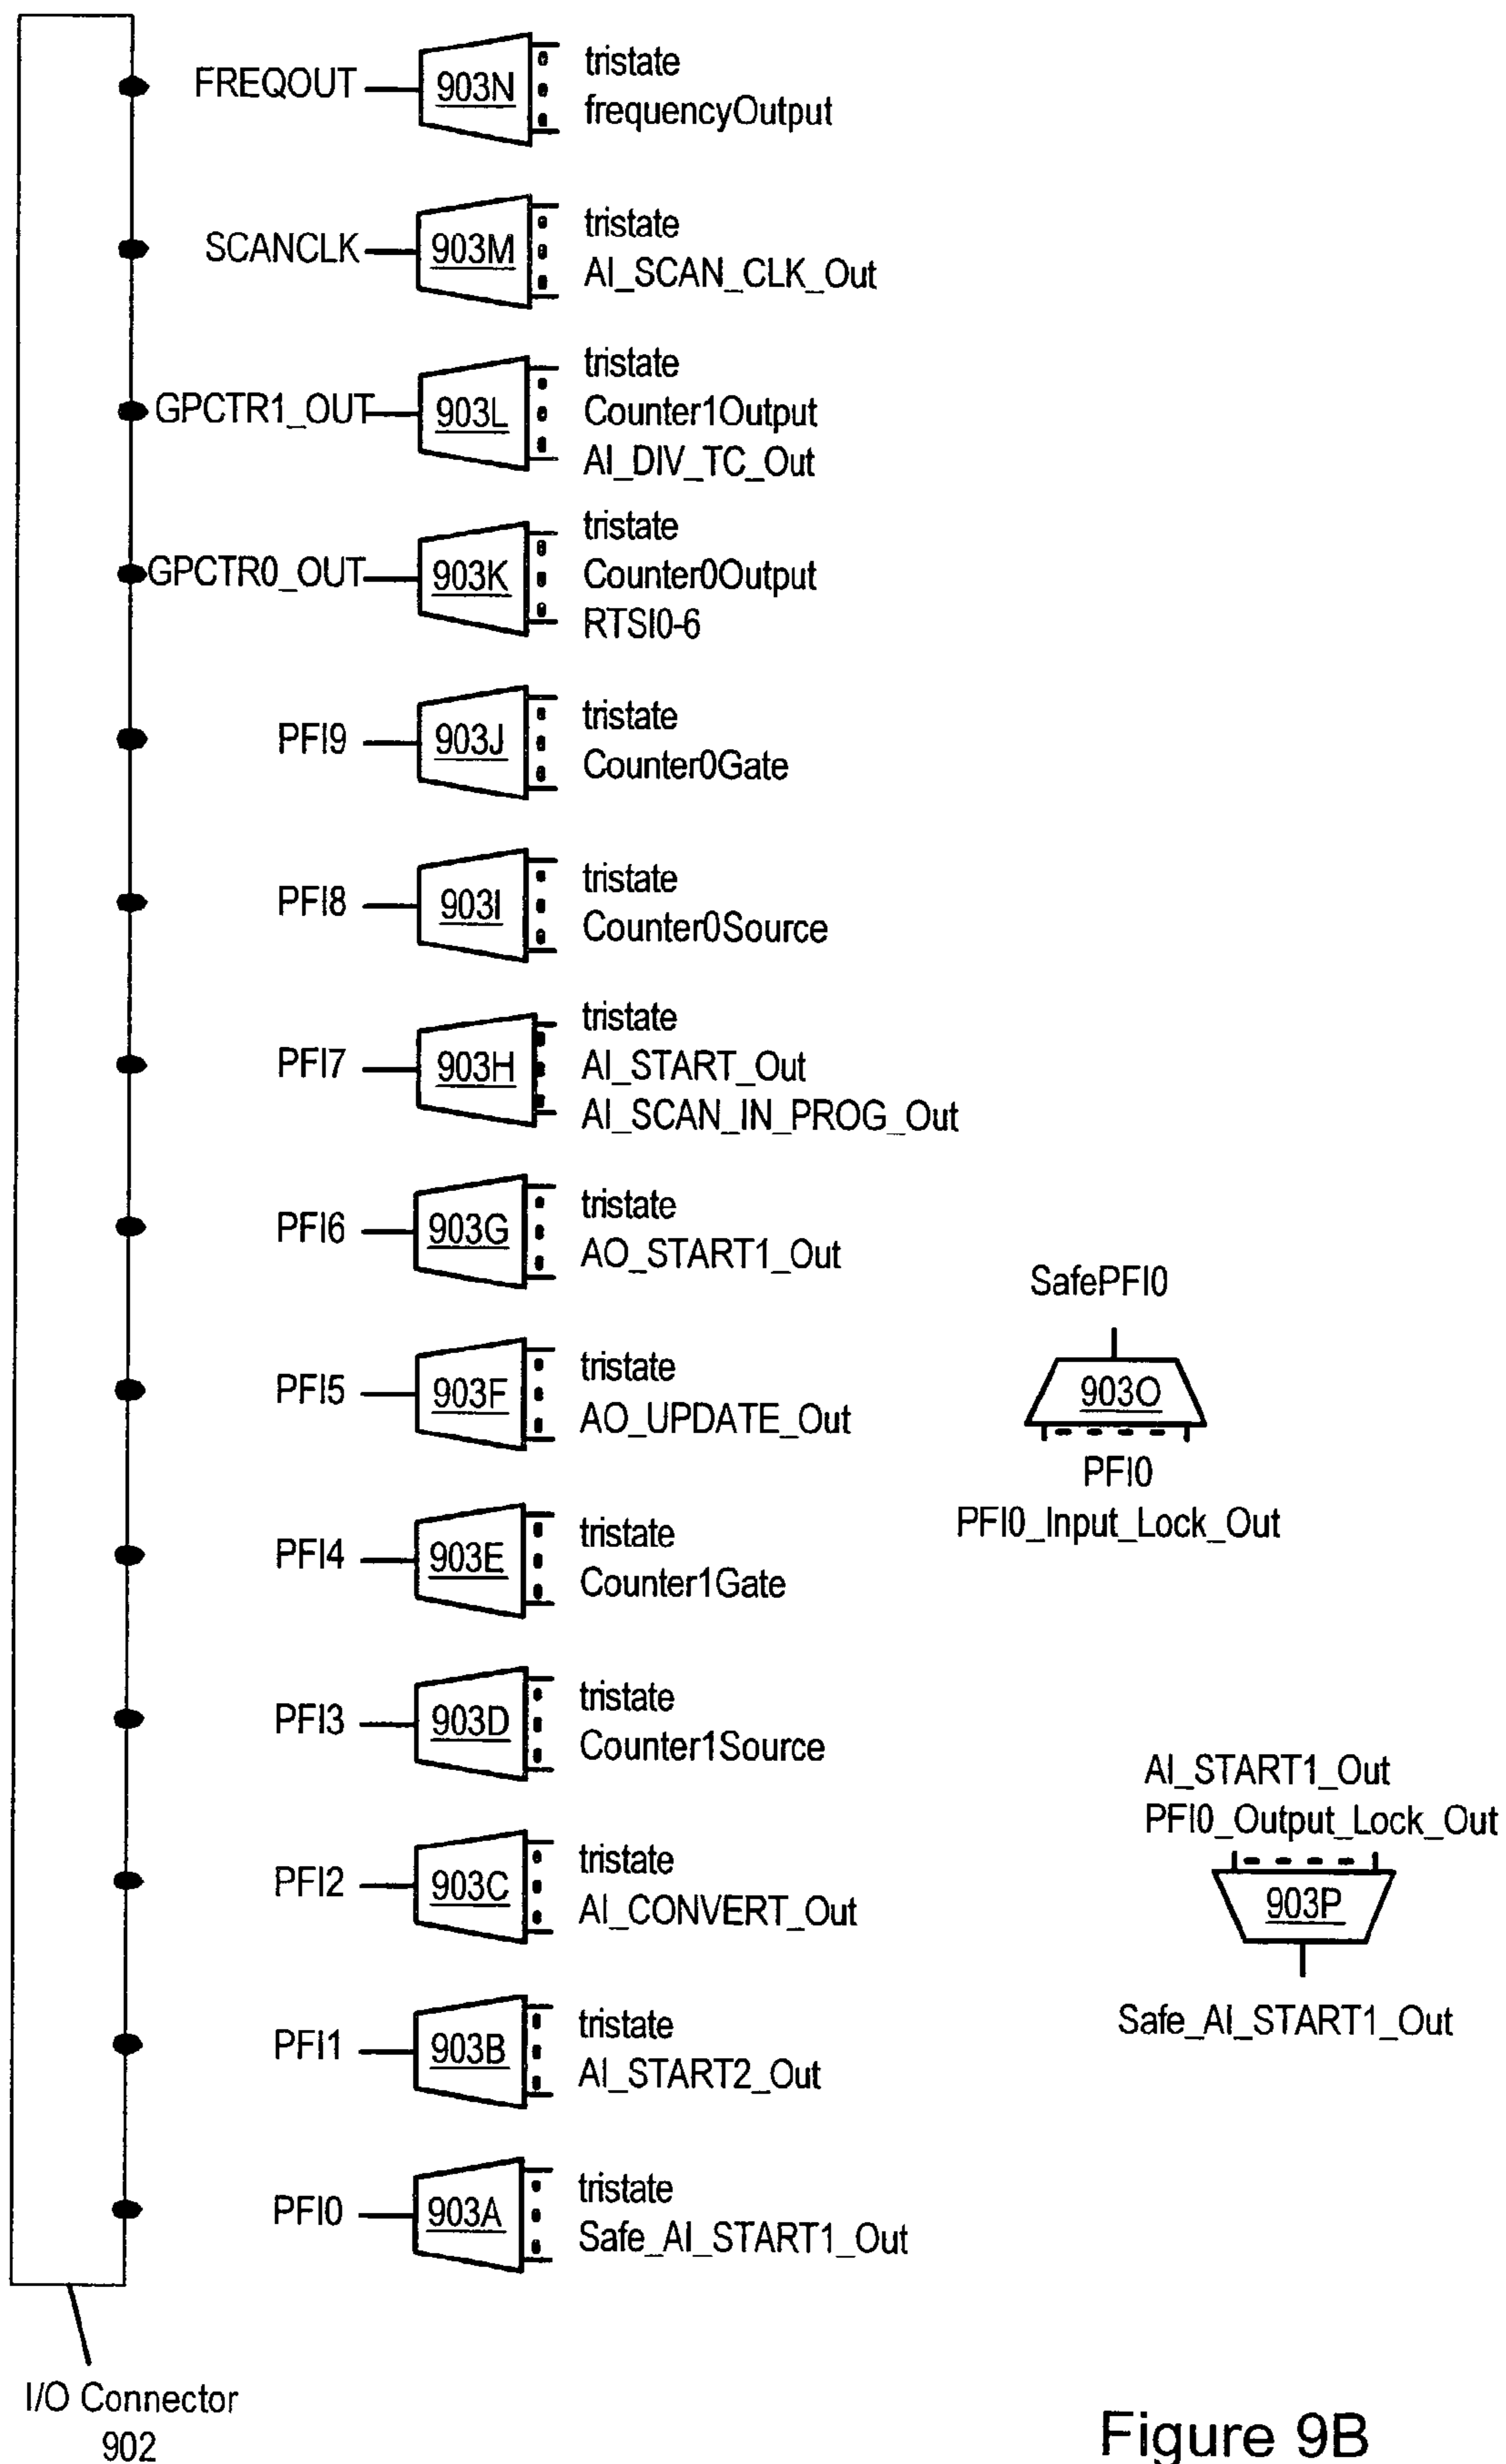 FREQOUT
903N
tristate
frequencyOutput
SCANCLK
903M
tristate
AI_SCAN_CLK_Out
GPCTR1_OUT
903L
tristate
Counter1Output
AI_DIV_TC_Out
GPCTR0_OUT
903K
tristate
Counter0Output
RTSI0-6
PFI9
903J
tristate
Counter0Gate
PFI8
903I
tristate
Counter0Source
PFI7
903H
tristate
AI_START_Out
AI_SCAN_IN_PROG_Out
PFI6
903G
tristate
AO_START1_Out
PFI5
903F
tristate
AO_UPDATE_Out
SafePFI0
903O
PFI0
PFI0_Input_Lock_Out
PFI4
903E
tristate
Counter1Gate
PFI3
903D
tristate
Counter1Source
PFI2
903C
tristate
AI_CONVERT_Out
AI_START1_Out
PFI0_Output_Lock_Out
903P
Safe_AI_START1_Out
PFI1
903B
tristate
AI_START2_Out
PFI0
903A
tristate
Safe_AI_START1_Out
I/O Connector
902
Figure 9B